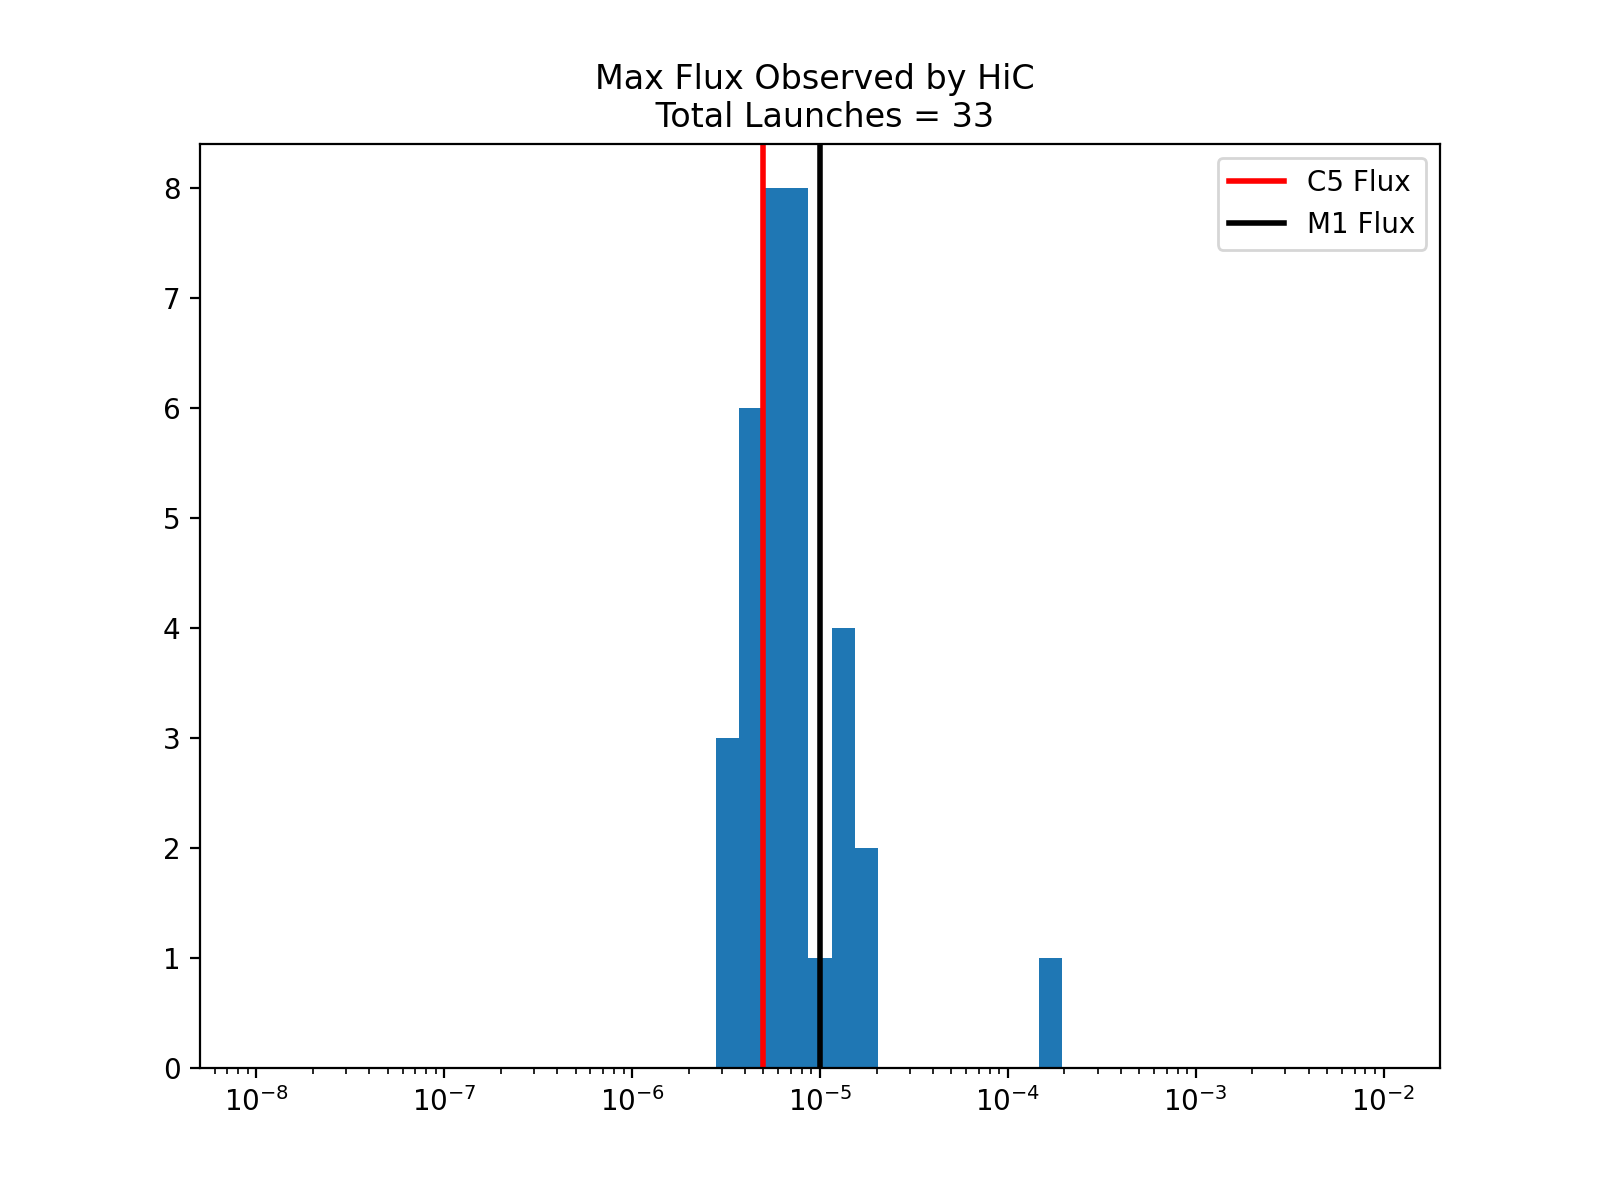 Max Flux Observed by HiC
Total Launches = 33
C5 Flux
M1 Flux
8
7
6
5
4
3
2
1
0
10⁻⁸ 10⁻⁷ 10⁻⁶ 10⁻⁵ 10⁻⁴ 10⁻³ 10⁻²